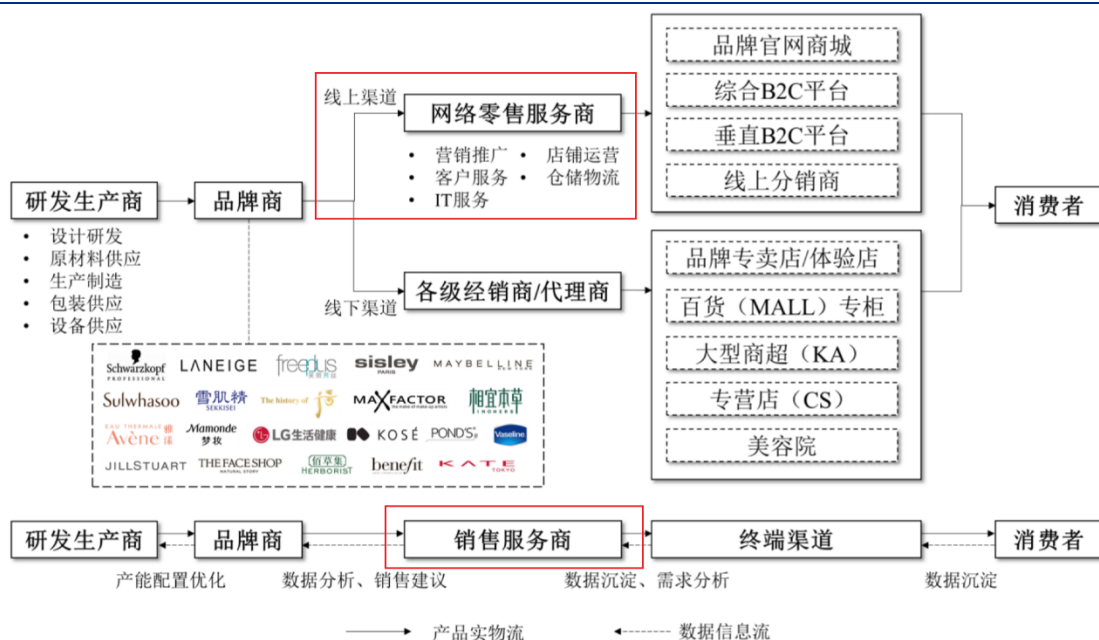 品牌官网商城
综合B2C平台
垂直B2C平台
线上分销商
线上渠道
网络零售服务商
• 营销推广 • 店铺运营
• 客户服务 • 仓储物流
• IT服务
研发生产商
品牌商
消费者
• 设计研发
• 原材料供应
• 生产制造
• 包装供应
• 设备供应
线下渠道
各级经销商/代理商
品牌专卖店/体验店
百货（MALL）专柜
大型商超（KA）
专营店（CS）
美容院
Schwarzkopf
PROFESSIONAL
LANEIGE
freeplus
sisley
PARIS
MAYBELLINE
Sulwhasoo
雪肌精
SEKKISEI
The history of
MAXFACTOR
相宜本草
INOHERB
EAU THERMALE
Avène
雅漾
Mamonde
梦妆
LG生活健康
KOSÉ
POND'S
Vaseline
JILLSTUART
THE FACE SHOP
NATURAL STORY
佰草集
HERBORIST
benefit
KATE
TOKYO
研发生产商
品牌商
销售服务商
终端渠道
消费者
产能配置优化
数据分析、销售建议
数据沉淀、需求分析
数据沉淀
产品实物流
数据信息流